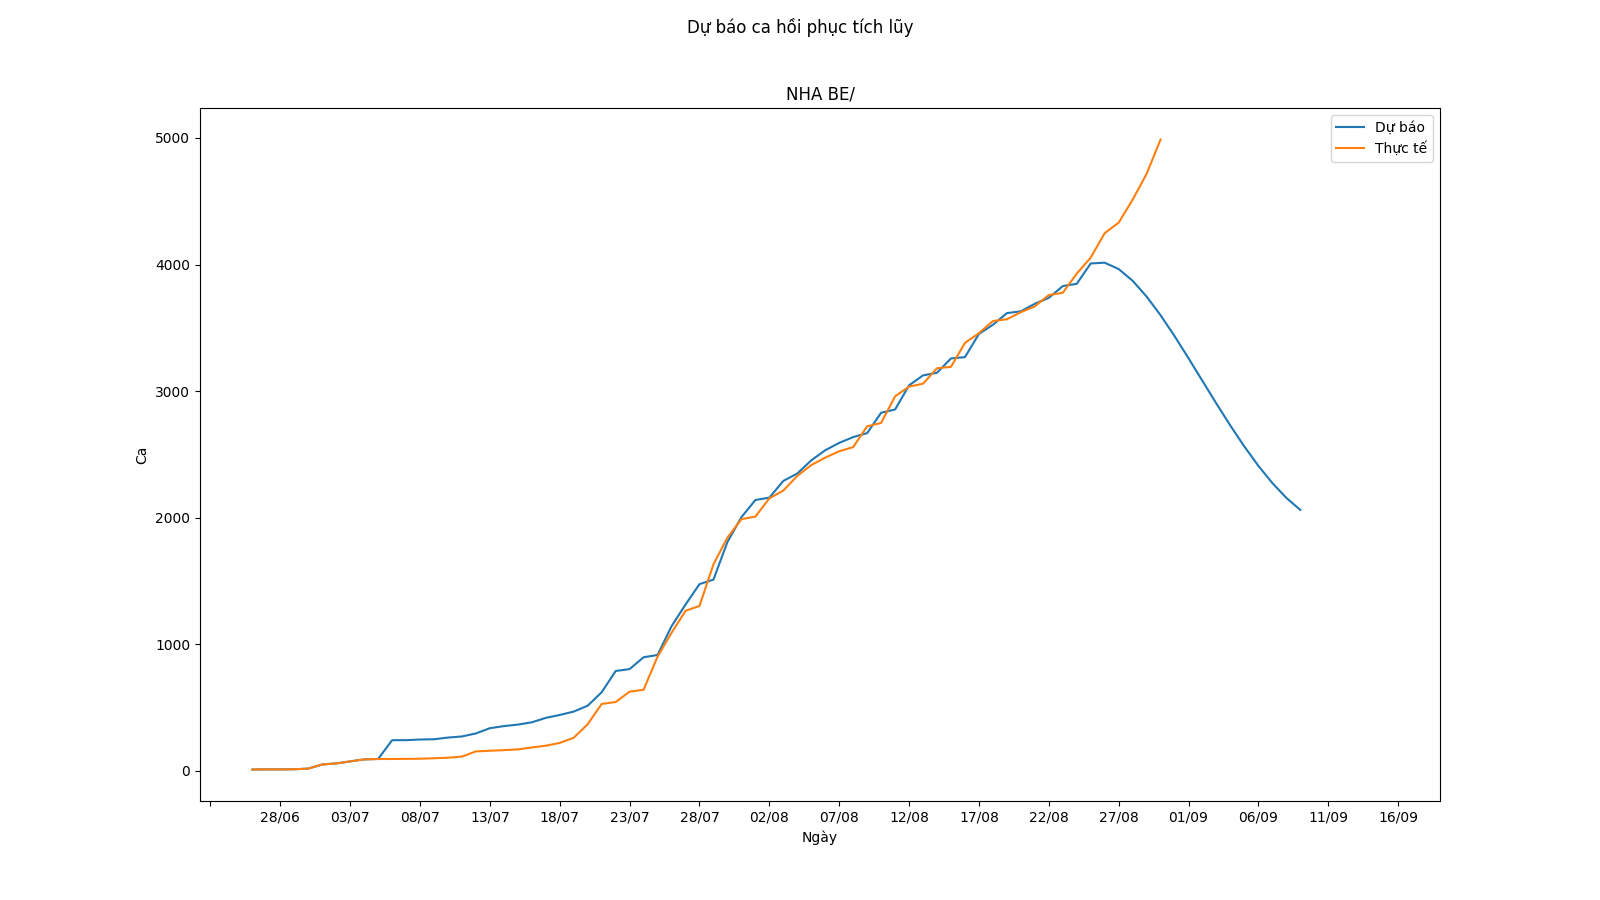 Dự báo ca hồi phục tích lũy
NHA BE/
Dự báo
Thực tế
5000
4000
3000
2000
1000
0
Ca
28/06 03/07 08/07 13/07 18/07 23/07 28/07 02/08 07/08 12/08 17/08 22/08 27/08 01/09 06/09 11/09 16/09
Ngày